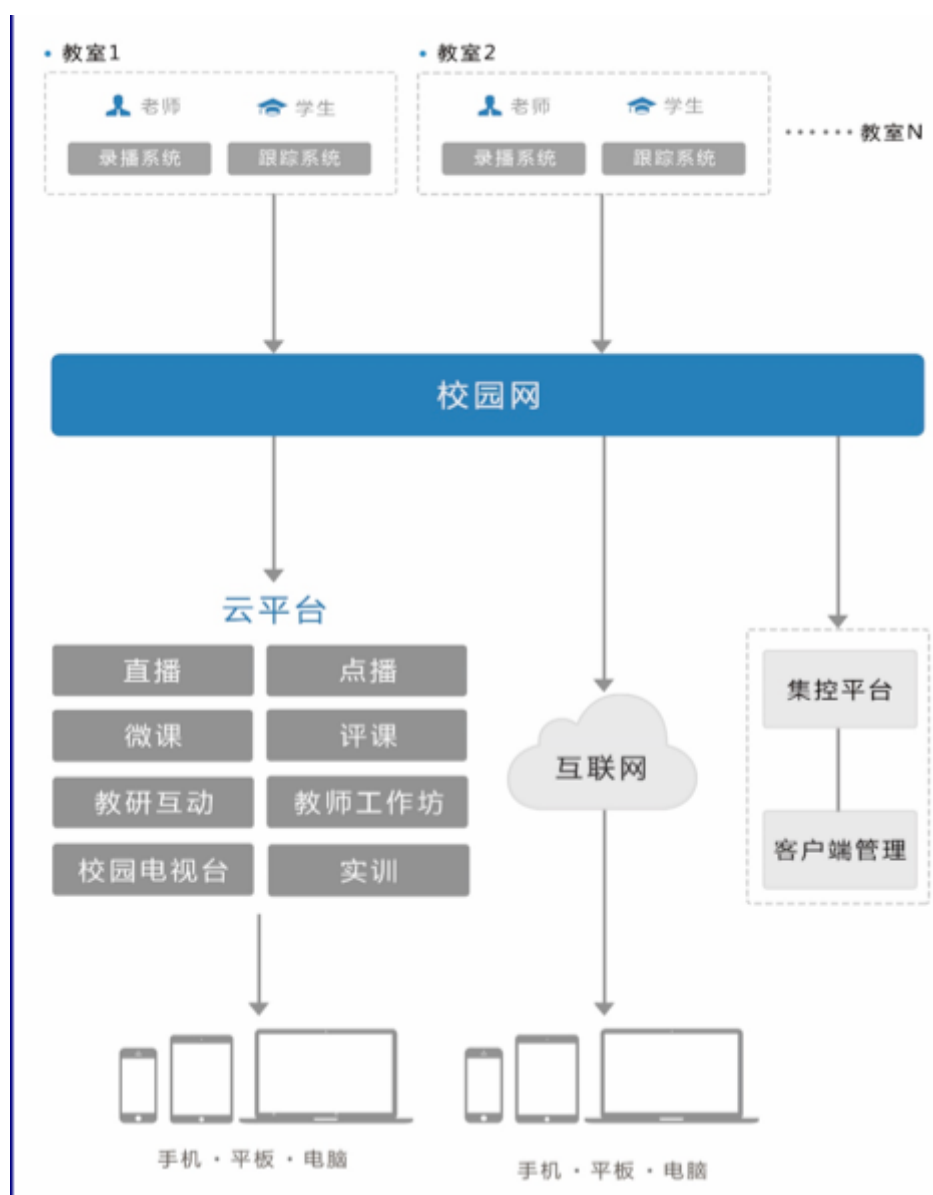 • 教室1
• 教室2
老师 学生
老师 学生
录播系统 跟踪系统
录播系统 跟踪系统
······ 教室N
校园网
云平台
直播 点播
微课 评课
教研互动 教师工作坊
校园电视台 实训
互联网
集控平台
客户端管理
手机 · 平板 · 电脑
手机 · 平板 · 电脑